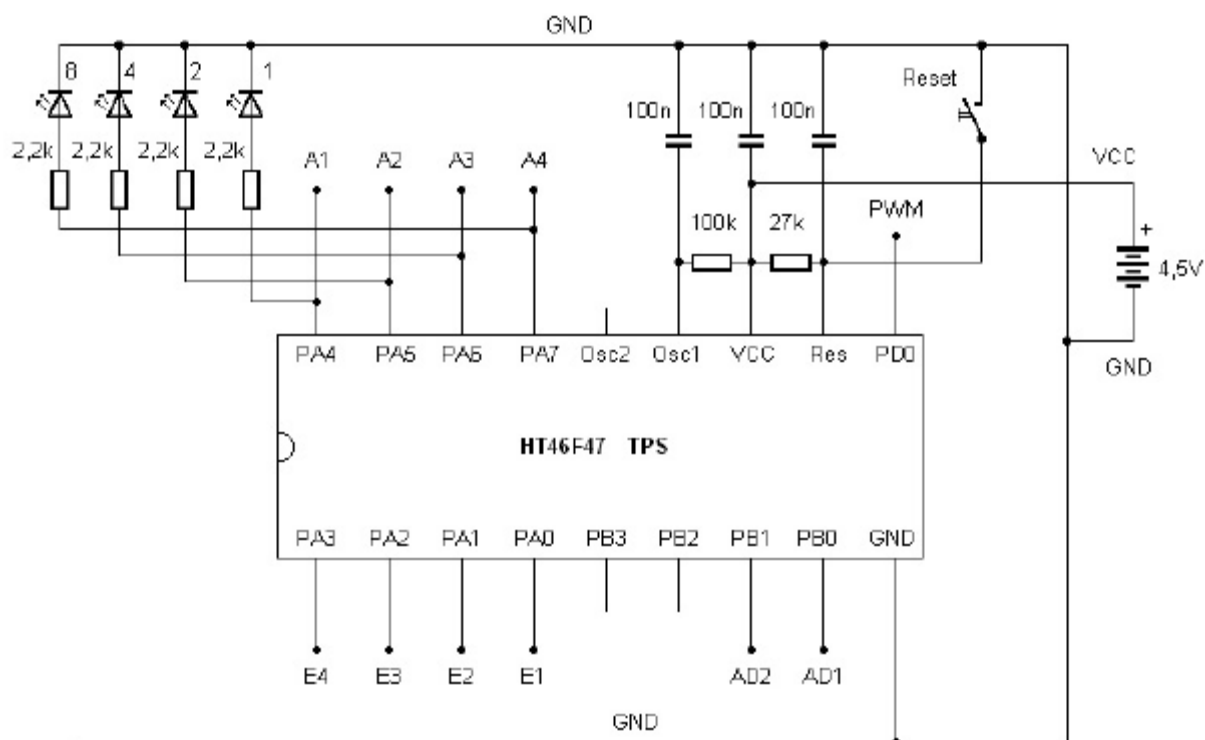 GND
8 4 2 1
Reset
100n 100n 100n
2,2k 2,2k 2,2k 2,2k
A1 A2 A3 A4
VCC
PWM
100k 27k
+
4,5V
PA4 PA5 PA6 PA7 Osc2 Osc1 VCC Res PD0
GND
HT46F47 TPS
PA3 PA2 PA1 PA0 PB3 PB2 PB1 PB0 GND
E4 E3 E2 E1 AD2 AD1
GND